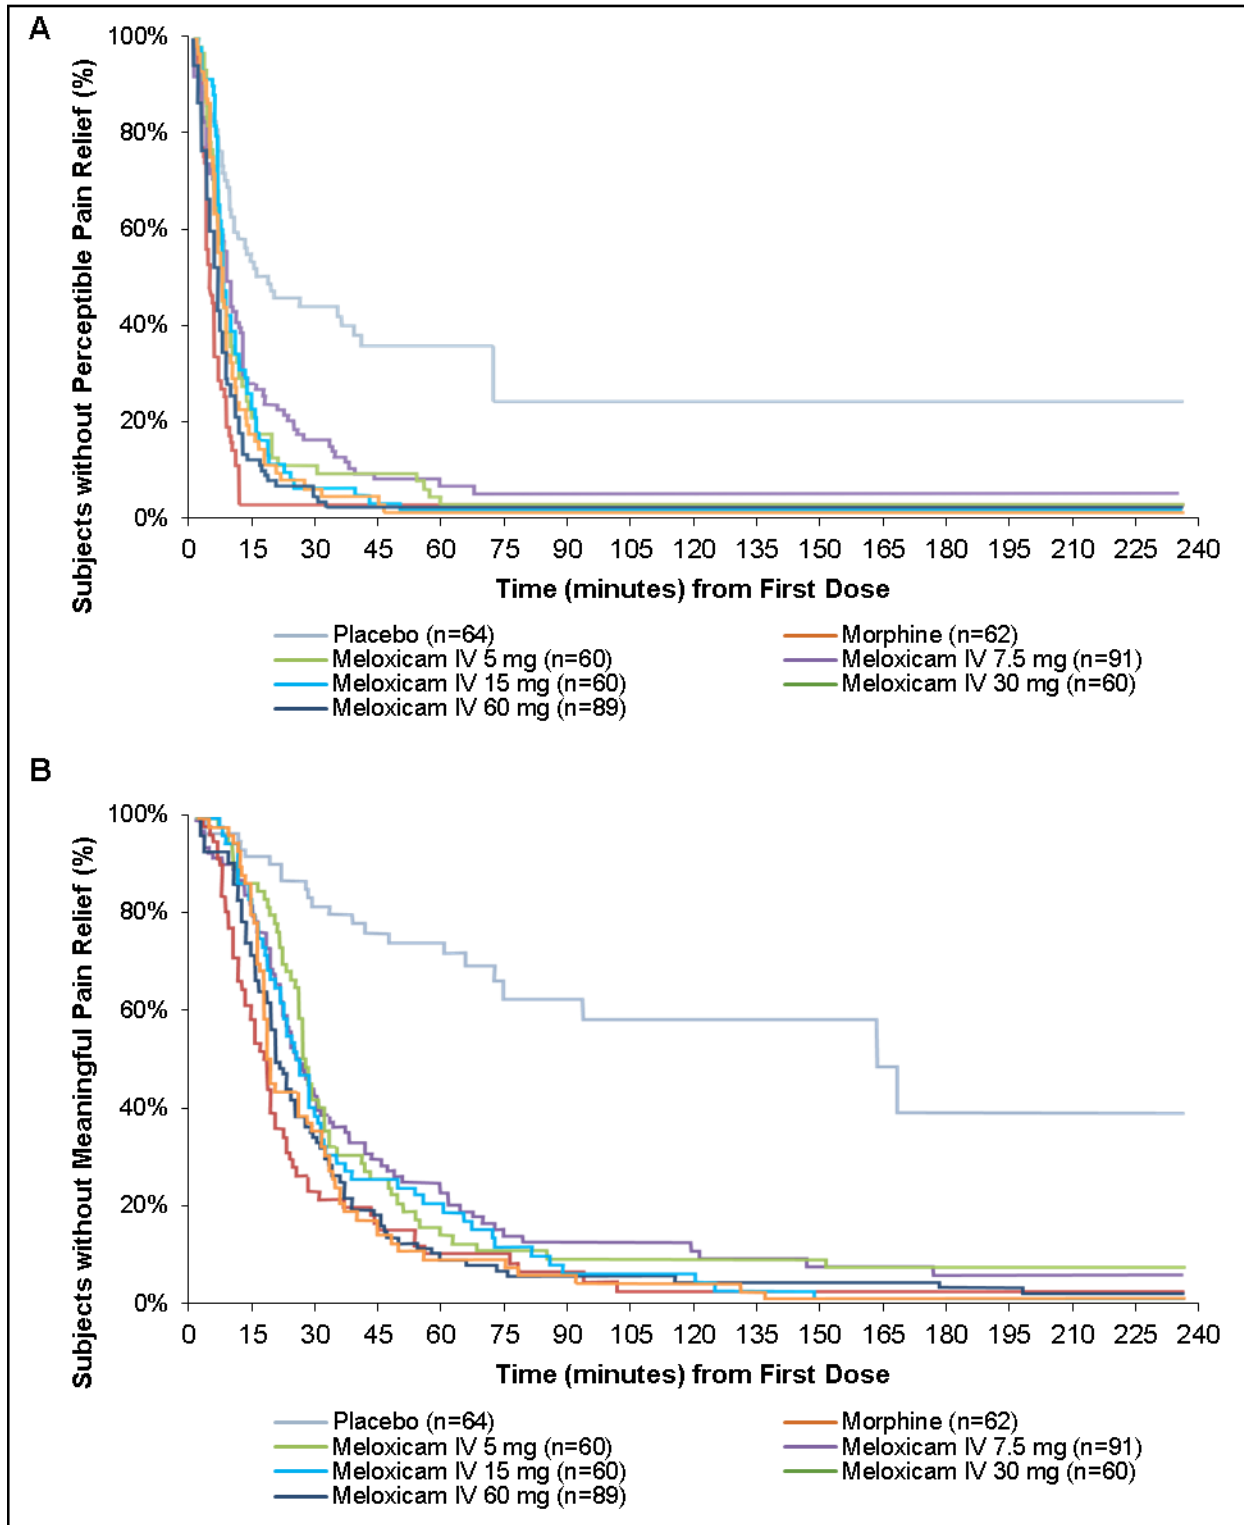 A
Subjects without Perceptible Pain Relief (%)
100%
80%
60%
40%
20%
0%
0 15 30 45 60 75 90 105 120 135 150 165 180 195 210 225 240
Time (minutes) from First Dose
Placebo (n=64) Morphine (n=62)
Meloxicam IV 5 mg (n=60) Meloxicam IV 7.5 mg (n=91)
Meloxicam IV 15 mg (n=60) Meloxicam IV 30 mg (n=60)
Meloxicam IV 60 mg (n=89)
B
Subjects without Meaningful Pain Relief (%)
100%
80%
60%
40%
20%
0%
0 15 30 45 60 75 90 105 120 135 150 165 180 195 210 225 240
Time (minutes) from First Dose
Placebo (n=64) Morphine (n=62)
Meloxicam IV 5 mg (n=60) Meloxicam IV 7.5 mg (n=91)
Meloxicam IV 15 mg (n=60) Meloxicam IV 30 mg (n=60)
Meloxicam IV 60 mg (n=89)